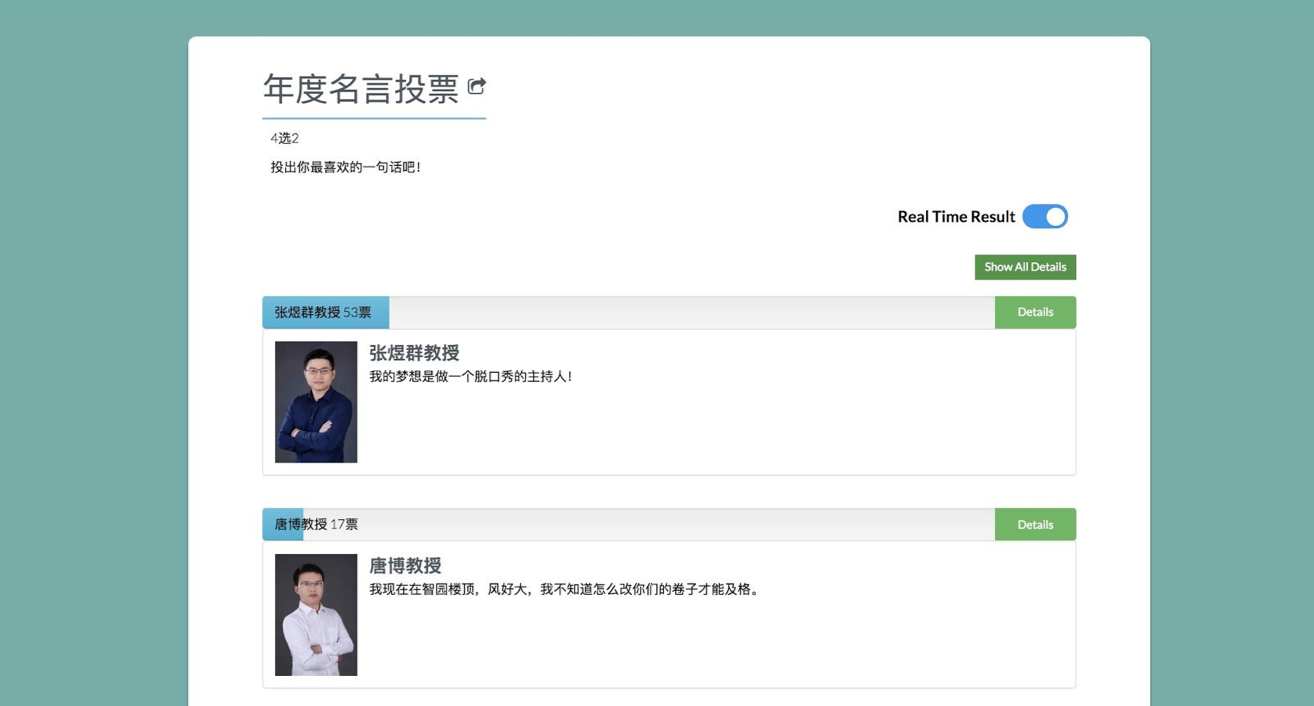 年度名言投票
4选2
投出你最喜欢的一句话吧！
Real Time Result
Show All Details
张煜群教授 53票
Details
张煜群教授
我的梦想是做一个脱口秀的主持人！
唐博教授 17票
Details
唐博教授
我现在在智园楼顶，风好大，我不知道怎么改你们的卷子才能及格。